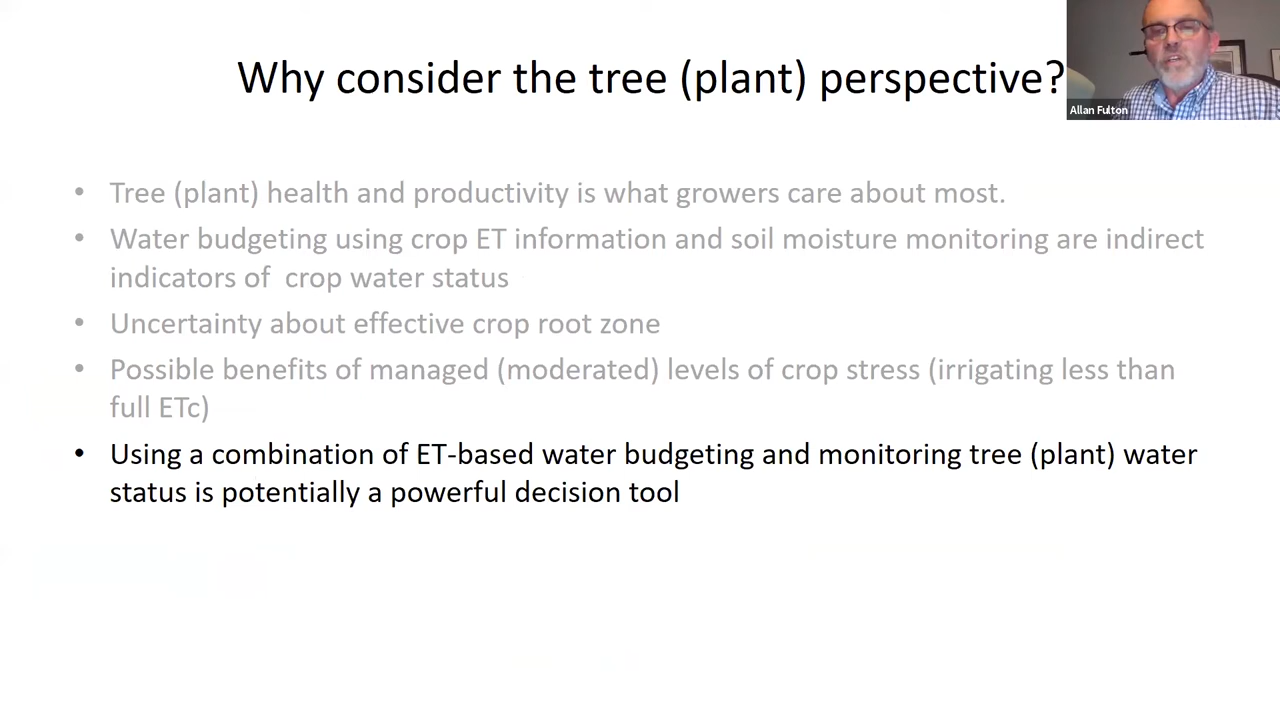 Why consider the tree (plant) perspective?
Allan Fulton
• Tree (plant) health and productivity is what growers care about most.
• Water budgeting using crop ET information and soil moisture monitoring are indirect
indicators of  crop water status
• Uncertainty about effective crop root zone
• Possible benefits of managed (moderated) levels of crop stress (irrigating less than
full ETc)
• Using a combination of ET-based water budgeting and monitoring tree (plant) water
status is potentially a powerful decision tool